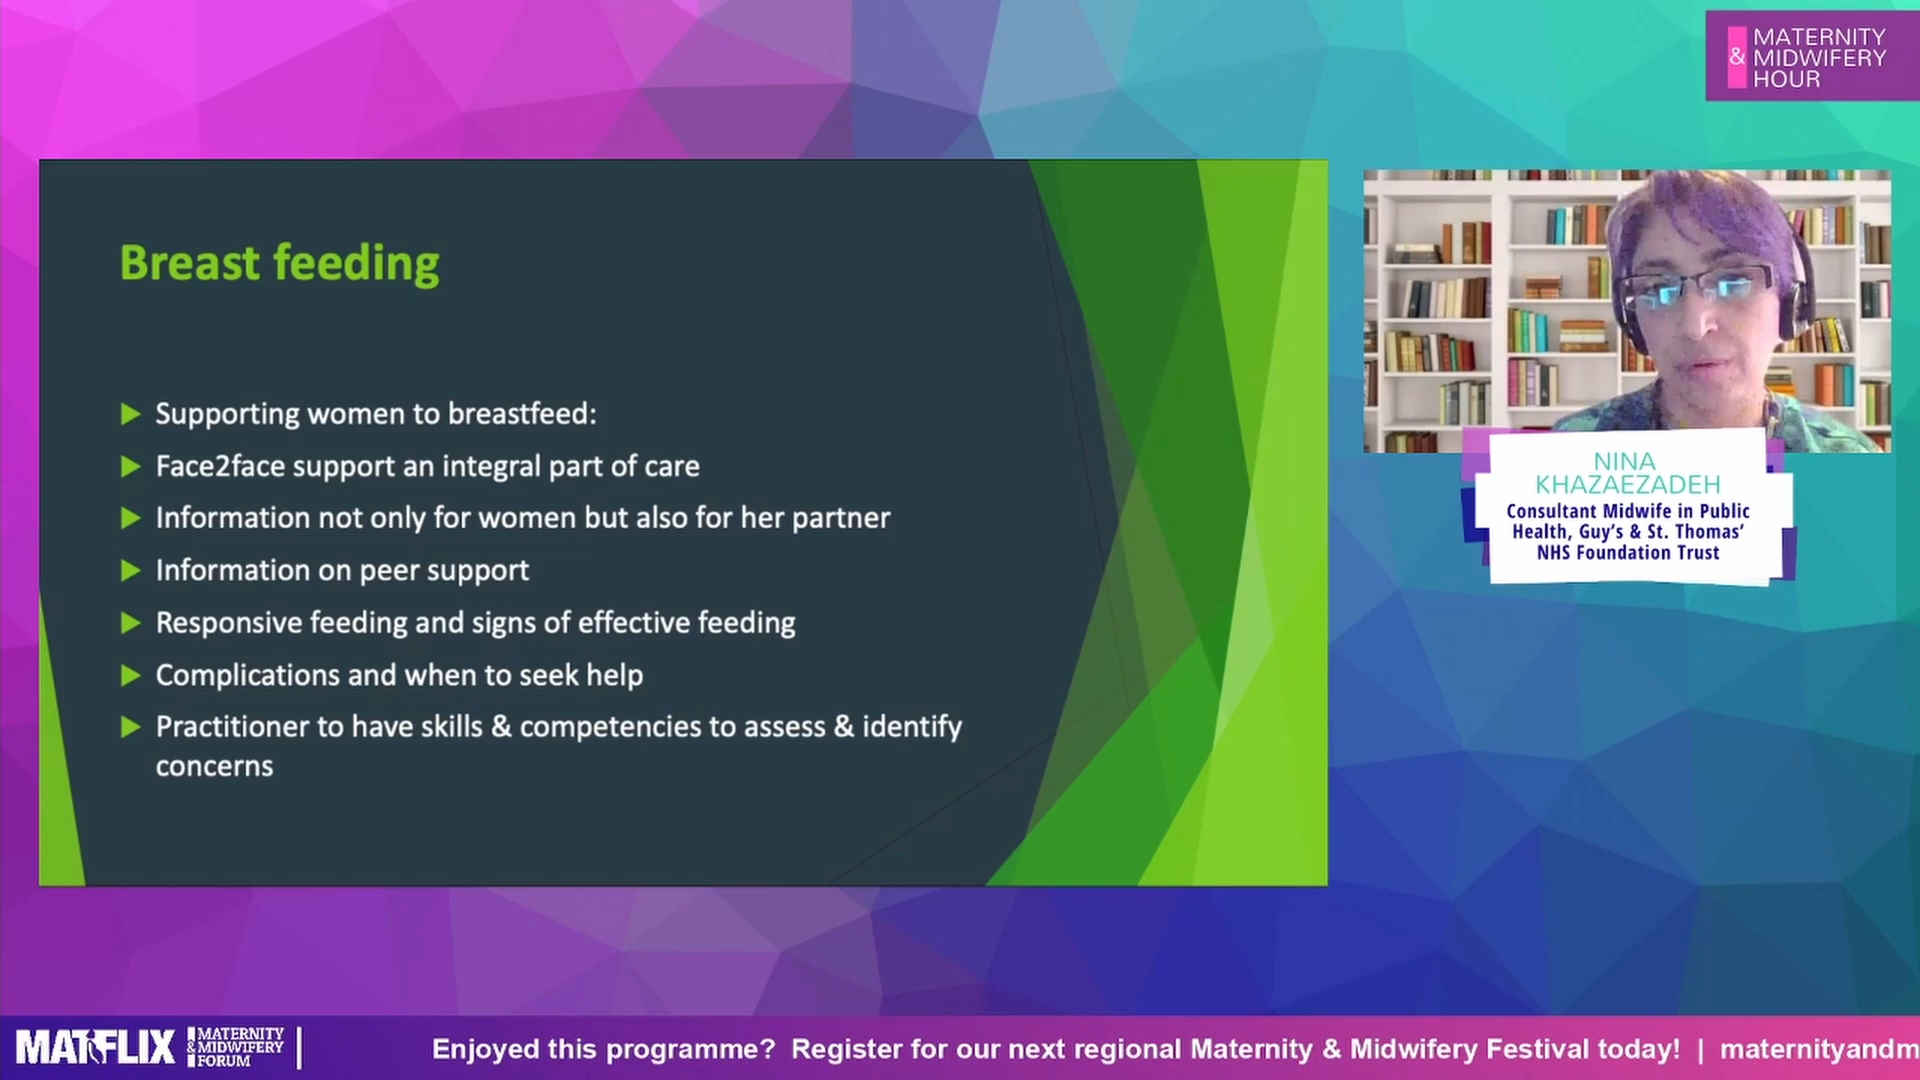 MATERNITY
& MIDWIFERY
HOUR
Breast feeding
Supporting women to breastfeed:
Face2face support an integral part of care
Information not only for women but also for her partner
Information on peer support
Responsive feeding and signs of effective feeding
Complications and when to seek help
Practitioner to have skills & competencies to assess & identify
concerns
NINA
KHAZAEZADEH
Consultant Midwife in Public
Health, Guy's & St. Thomas'
NHS Foundation Trust
MATFLIX
MATERNITY
& MIDWIFERY
FORUM
Enjoyed this programme? Register for our next regional Maternity & Midwifery Festival today! | maternityandm